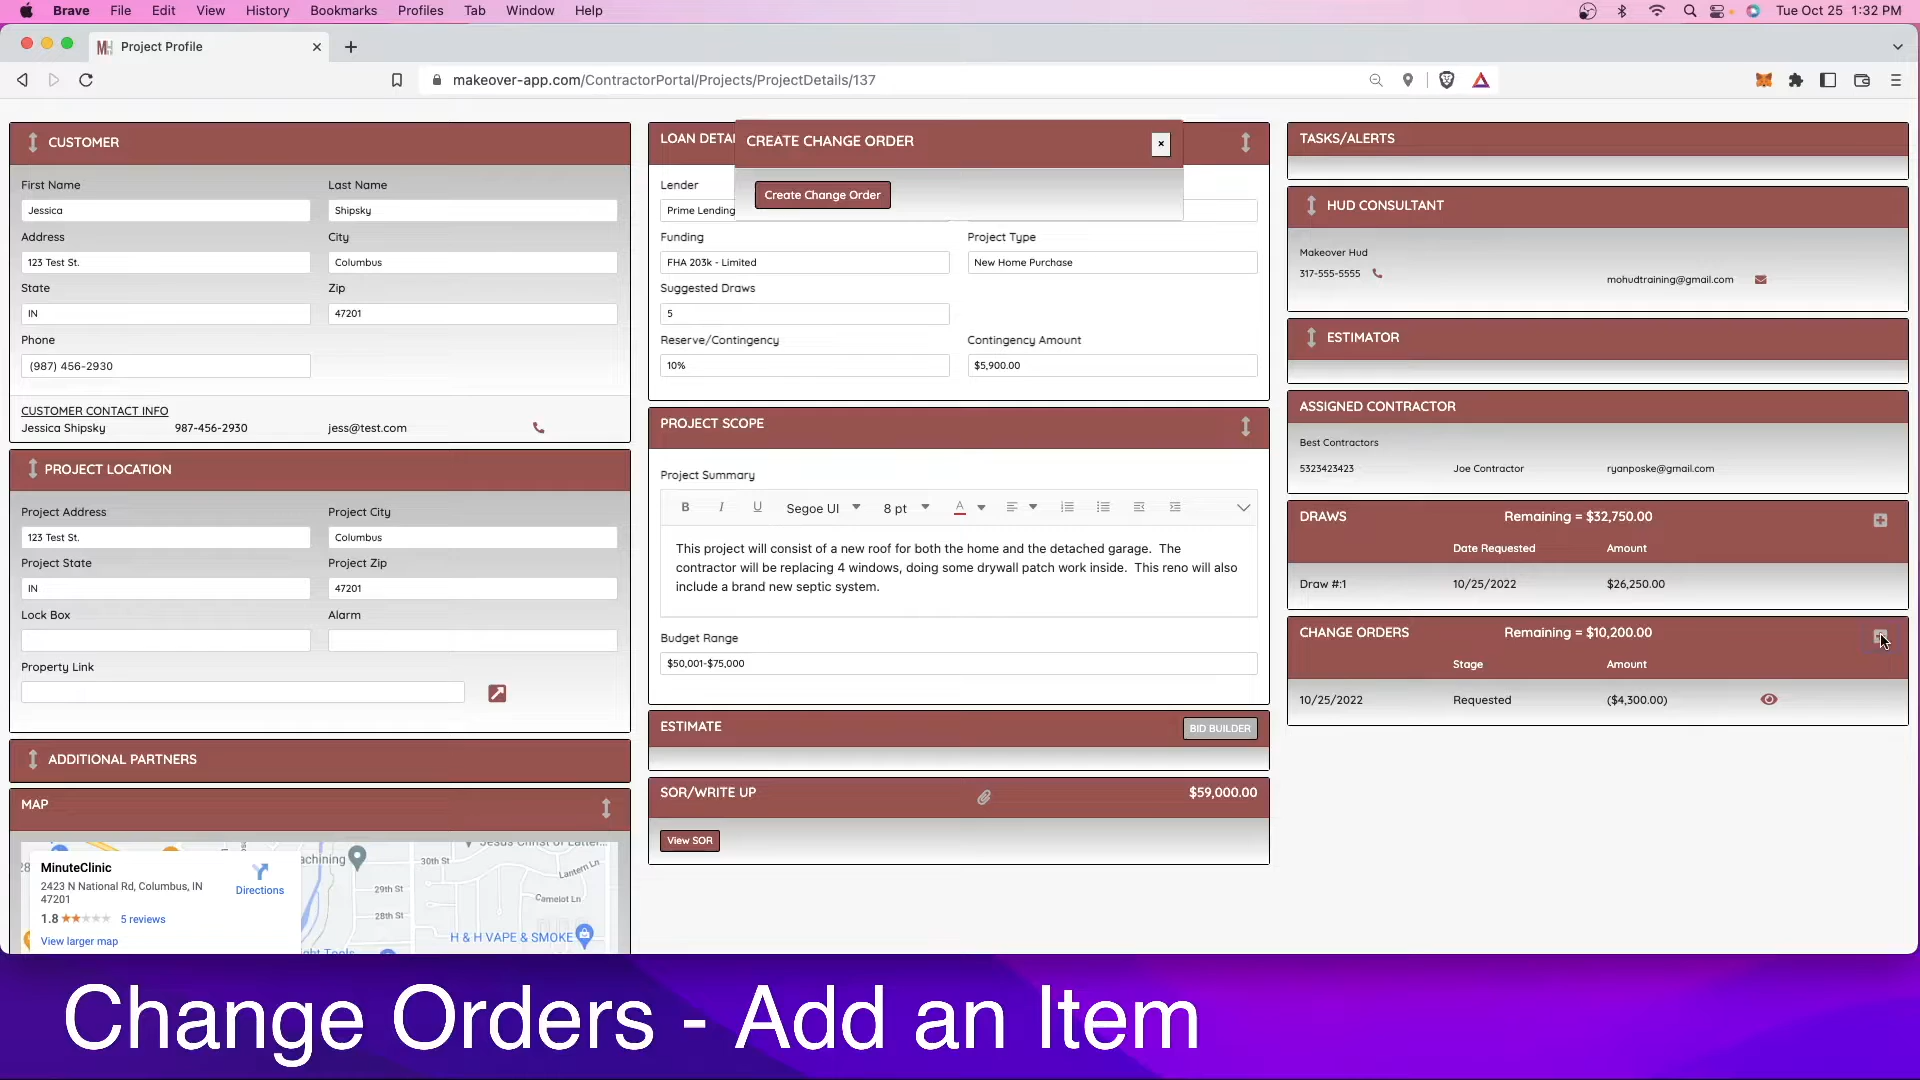 Brave File Edit View History Bookmarks Profiles Tab Window Help
Tue Oct 25 1:32 PM
Project Profile
makeover-app.com/ContractorPortal/Projects/ProjectDetails/137
CUSTOMER
First Name Last Name
Jessica Shipsky
Address City
123 Test St. Columbus
State Zip
IN 47201
Phone
(987) 456-2930
CUSTOMER CONTACT INFO
Jessica Shipsky 987-456-2930 jess@test.com
PROJECT LOCATION
Project Address Project City
123 Test St. Columbus
Project State Project Zip
IN 47201
Lock Box Alarm
Property Link
ADDITIONAL PARTNERS
MAP
MinuteClinic
2423 N National Rd, Columbus, IN
47201
Directions
1.8 5 reviews
View larger map
30th St
29th St
28th St
Lantern Ln
Camelot Ln
H & H VAPE & SMOKE
LOAN DETAI
CREATE CHANGE ORDER
×
Create Change Order
Lender
Prime Lending
Funding Project Type
FHA 203k - Limited New Home Purchase
Suggested Draws
5
Reserve/Contingency Contingency Amount
10% $5,900.00
PROJECT SCOPE
Project Summary
B I U Segoe UI 8 pt A
This project will consist of a new roof for both the home and the detached garage. The
contractor will be replacing 4 windows, doing some drywall patch work inside. This reno will also
include a brand new septic system.
Budget Range
$50,001-$75,000
ESTIMATE BID BUILDER
SOR/WRITE UP $59,000.00
View SOR
TASKS/ALERTS
HUD CONSULTANT
Makeover Hud
317-555-5555 mohudtraining@gmail.com
ESTIMATOR
ASSIGNED CONTRACTOR
Best Contractors
5323423423 Joe Contractor ryanposke@gmail.com
DRAWS Remaining = $32,750.00
Date Requested Amount
Draw #:1 10/25/2022 $26,250.00
CHANGE ORDERS Remaining = $10,200.00
Stage Amount
10/25/2022 Requested ($4,300.00)
Change Orders - Add an Item